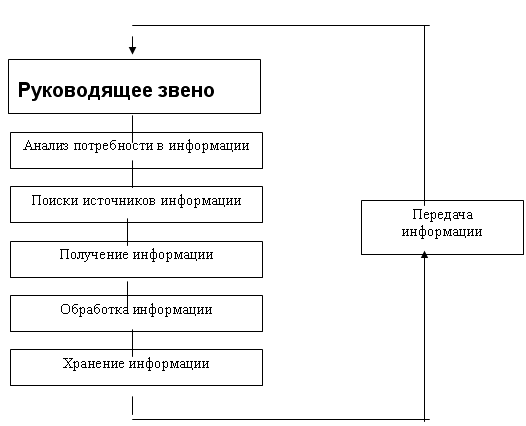 Руководящее звено
Анализ потребности в информации
Поиски источников информации
Получение информации
Обработка информации
Хранение информации
Передача
информации